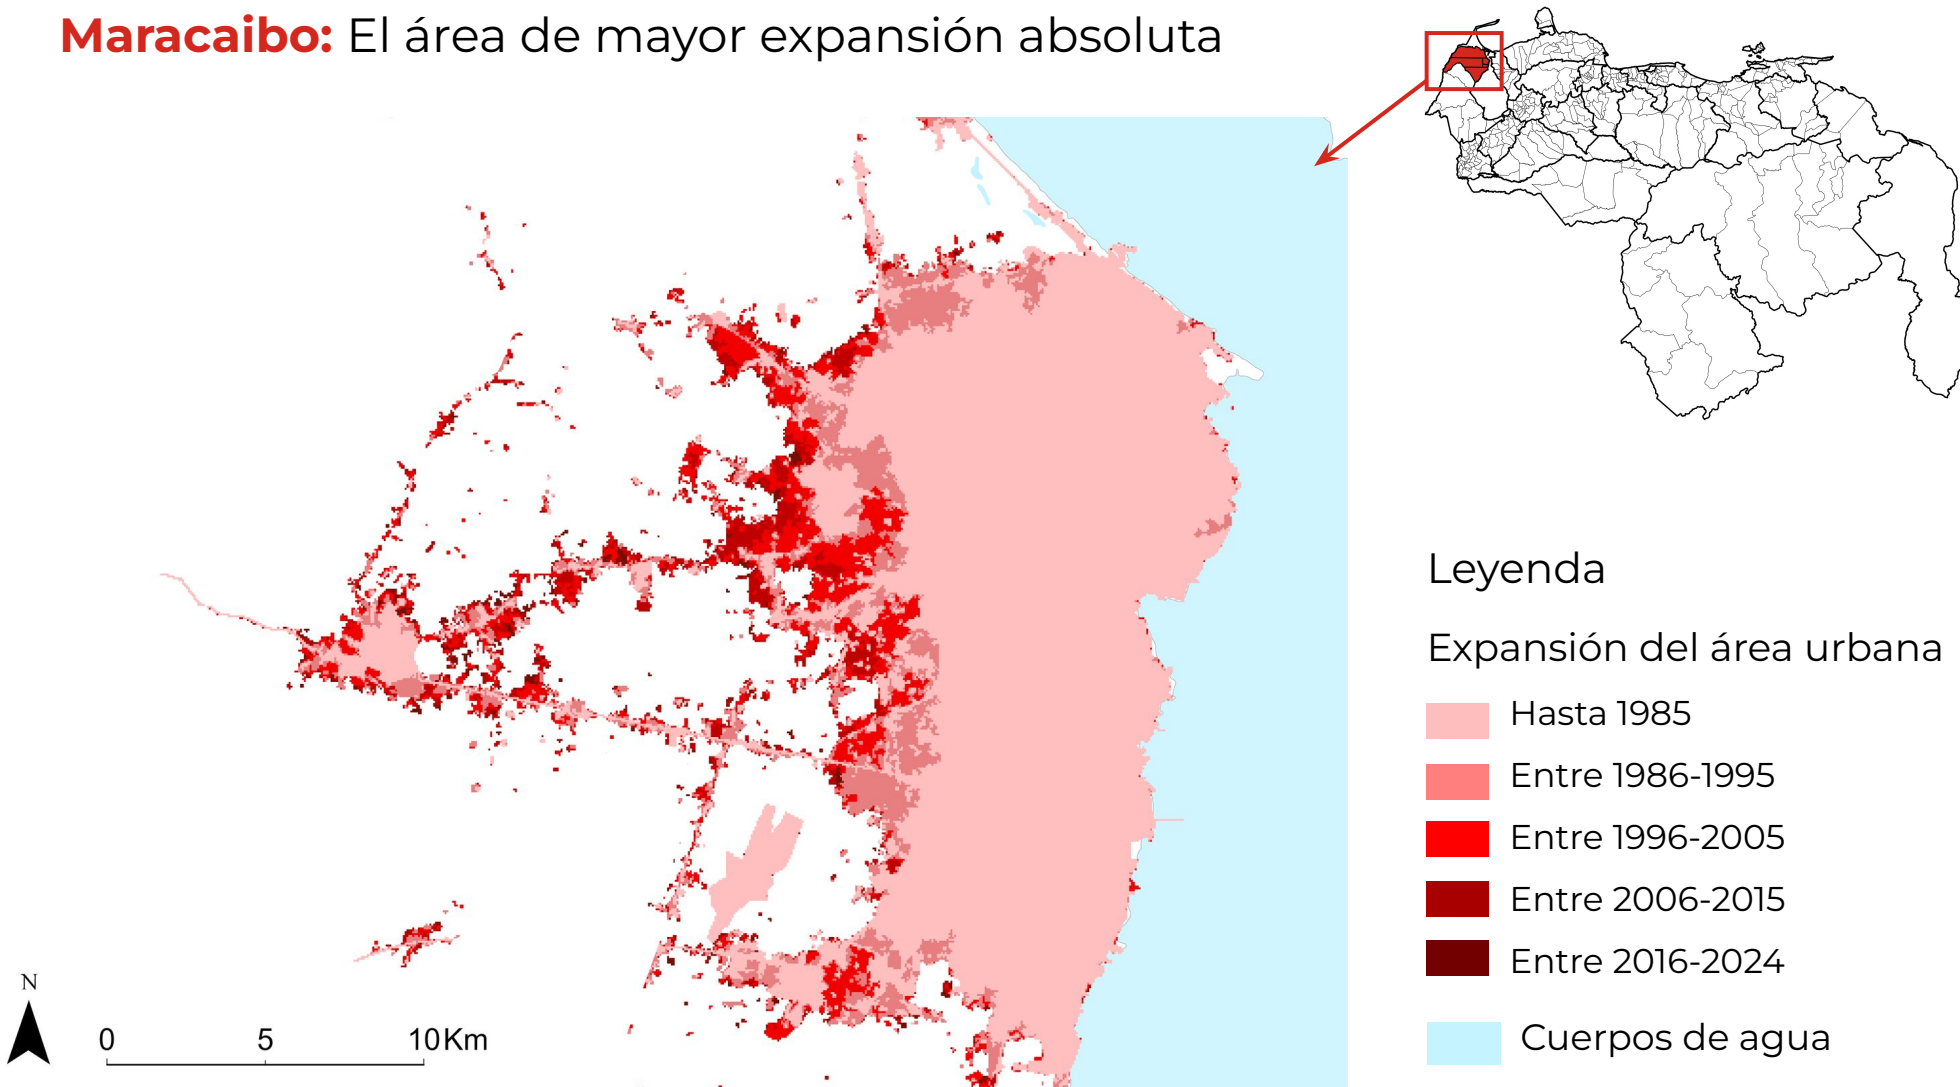 Maracaibo: El área de mayor expansión absoluta
Leyenda
Expansión del área urbana
Hasta 1985
Entre 1986-1995
Entre 1996-2005
Entre 2006-2015
Entre 2016-2024
Cuerpos de agua
N
0 5 10Km